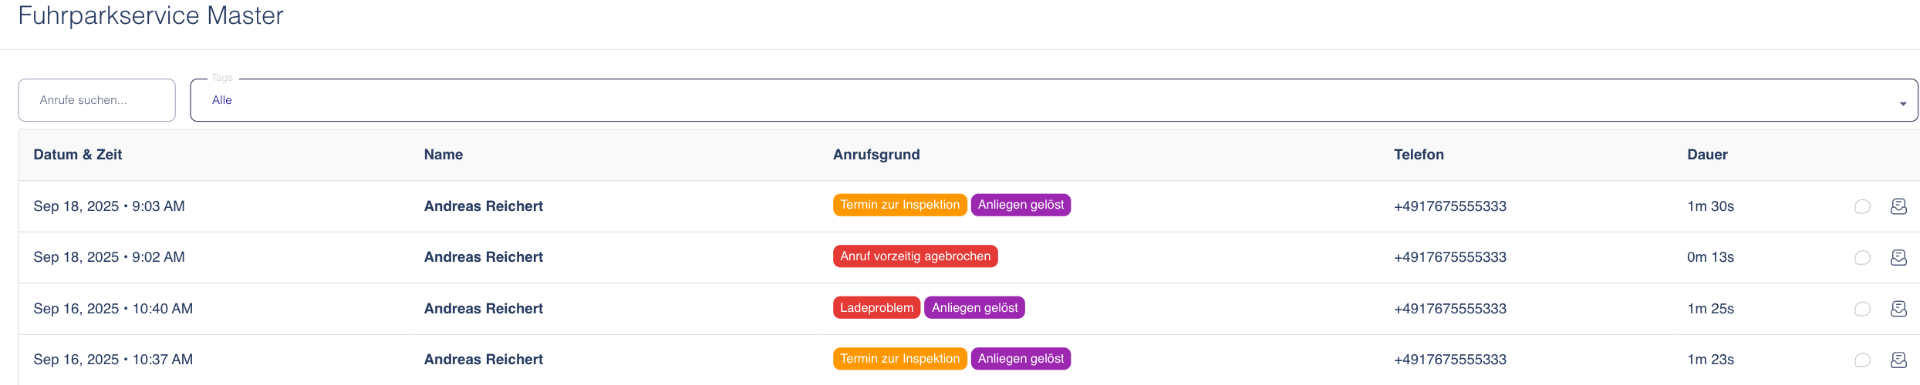 Fuhrparkservice Master
Tags
Anrufe suchen...
Alle
Datum & Zeit Name Anrufsgrund Telefon Dauer
Sep 18, 2025 • 9:03 AM Andreas Reichert Termin zur Inspektion Anliegen gelöst +4917675555333 1m 30s
Sep 18, 2025 • 9:02 AM Andreas Reichert Anruf vorzeitig agebrochen +4917675555333 0m 13s
Sep 16, 2025 • 10:40 AM Andreas Reichert Ladeproblem Anliegen gelöst +4917675555333 1m 25s
Sep 16, 2025 • 10:37 AM Andreas Reichert Termin zur Inspektion Anliegen gelöst +4917675555333 1m 23s